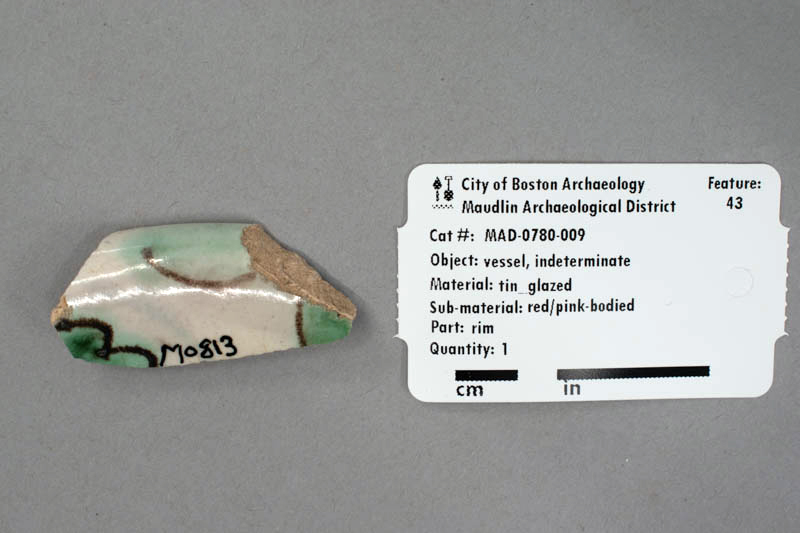 M0813
City of Boston Archaeology
Maudlin Archaeological District
Feature:
43
Cat #: MAD-0780-009
Object: vessel, indeterminate
Material: tin_glazed
Sub-material: red/pink-bodied
Part: rim
Quantity: 1
cm in